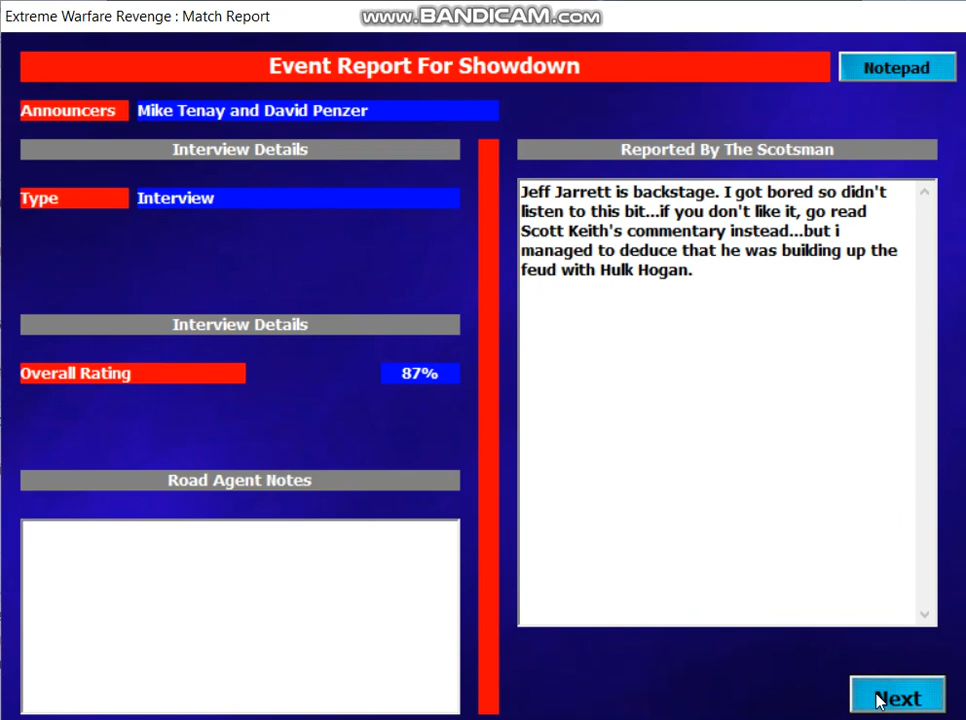 Extreme Warfare Revenge : Match Report
www.BANDICAM.com
Event Report For Showdown
Notepad
Announcers
Mike Tenay and David Penzer
Interview Details
Reported By The Scotsman
Type
Interview
Jeff Jarrett is backstage. I got bored so didn't
listen to this bit...if you don't like it, go read
Scott Keith's commentary instead...but i
managed to deduce that he was building up the
feud with Hulk Hogan.
Interview Details
Overall Rating
87%
Road Agent Notes
Next